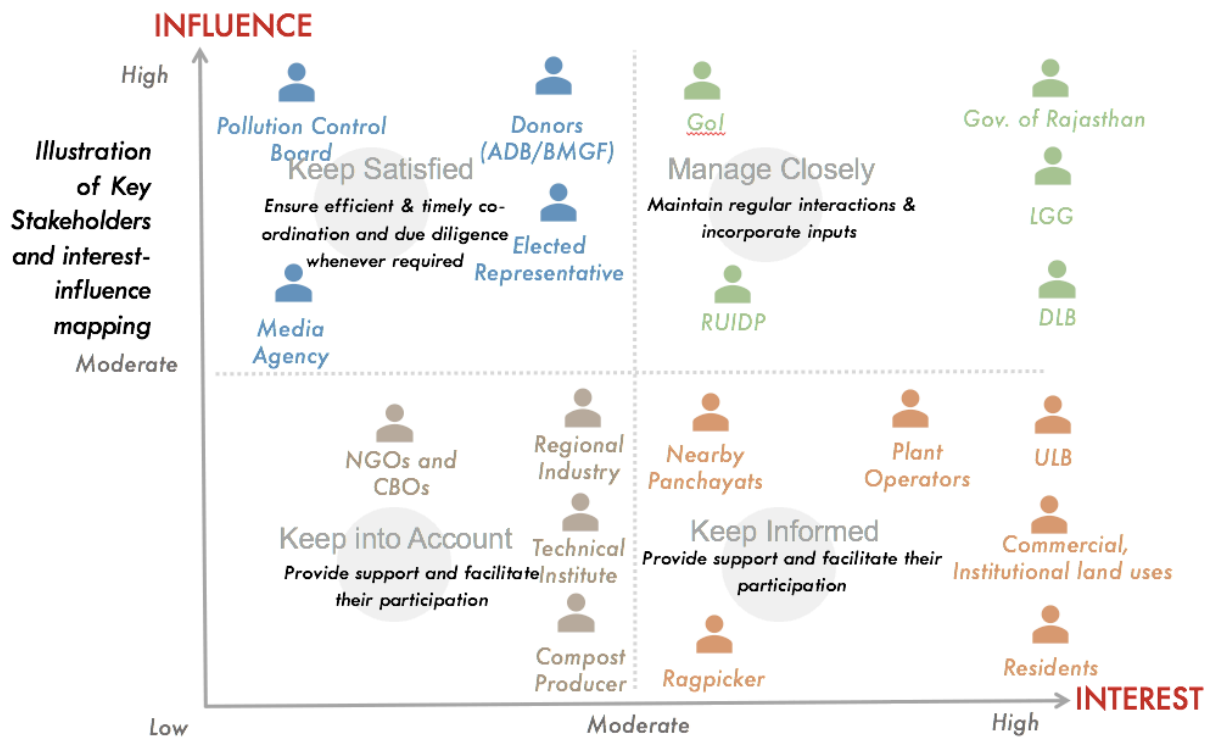 INFLUENCE
High
Illustration
of Key
Stakeholders
and interest-
influence
mapping
Moderate
Pollution Control
Board
Donors
(ADB/BMGF)
Keep Satisfied
Ensure efficient & timely co-
ordination and due diligence
whenever required
Elected
Representative
Media
Agency
GoI
Gov. of Rajasthan
Manage Closely
Maintain regular interactions &
incorporate inputs
LGG
RUIDP
DLB
NGOs and
CBOs
Regional
Industry
Keep into Account
Provide support and facilitate
their participation
Technical
Institute
Compost
Producer
Nearby
Panchayats
Plant
Operators
ULB
Keep Informed
Provide support and facilitate their
participation
Commercial,
Institutional land uses
Ragpicker
Residents
INTEREST
Low
Moderate
High